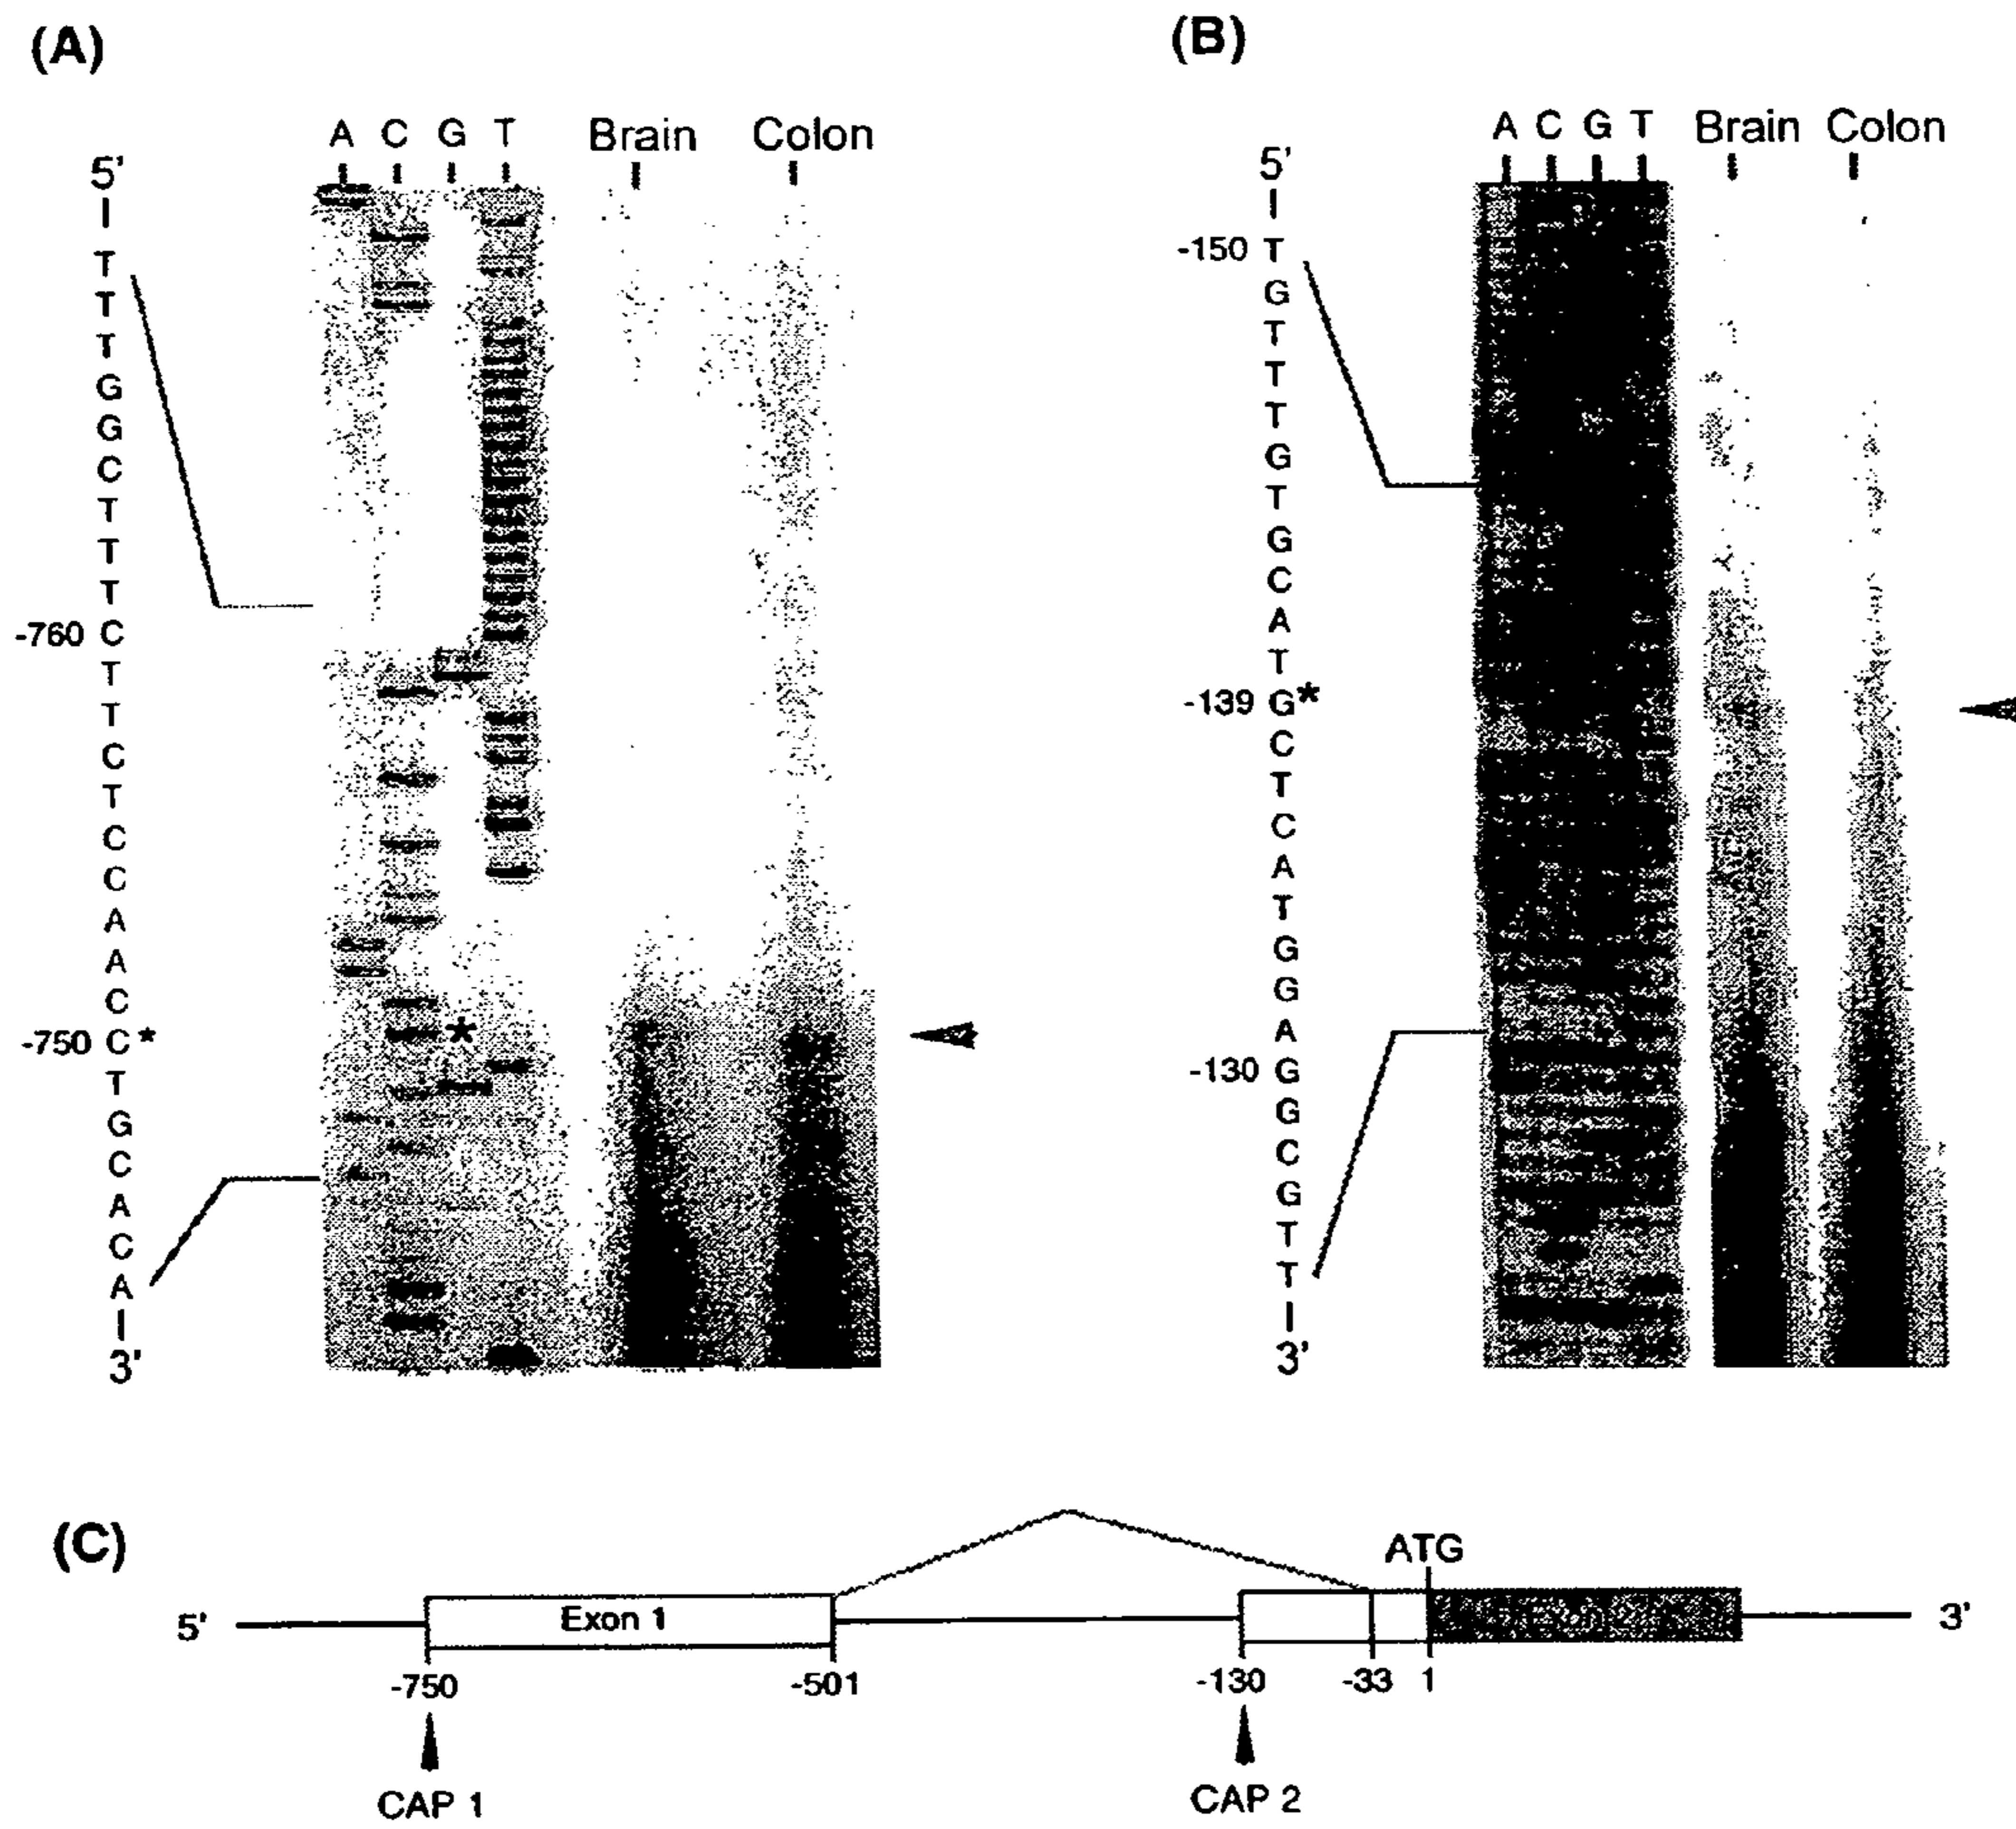 (A)
A C G T Brain Colon
5'
T
T
T
G
G
C
T
T
T
-760 C
T
T
C
T
C
C
A
A
C
-750 C *
T
G
C
A
C
A
3'
*
(B)
A C G T Brain Colon
5'
-150 T
G
T
T
T
G
T
G
C
A
T
-139 G*
C
T
C
A
T
G
G
A
-130 G
G
C
G
T
T
3'
(C)
ATG
5' Exon 1 3'
-750 -501 -130 -33 1
CAP 1 CAP 2